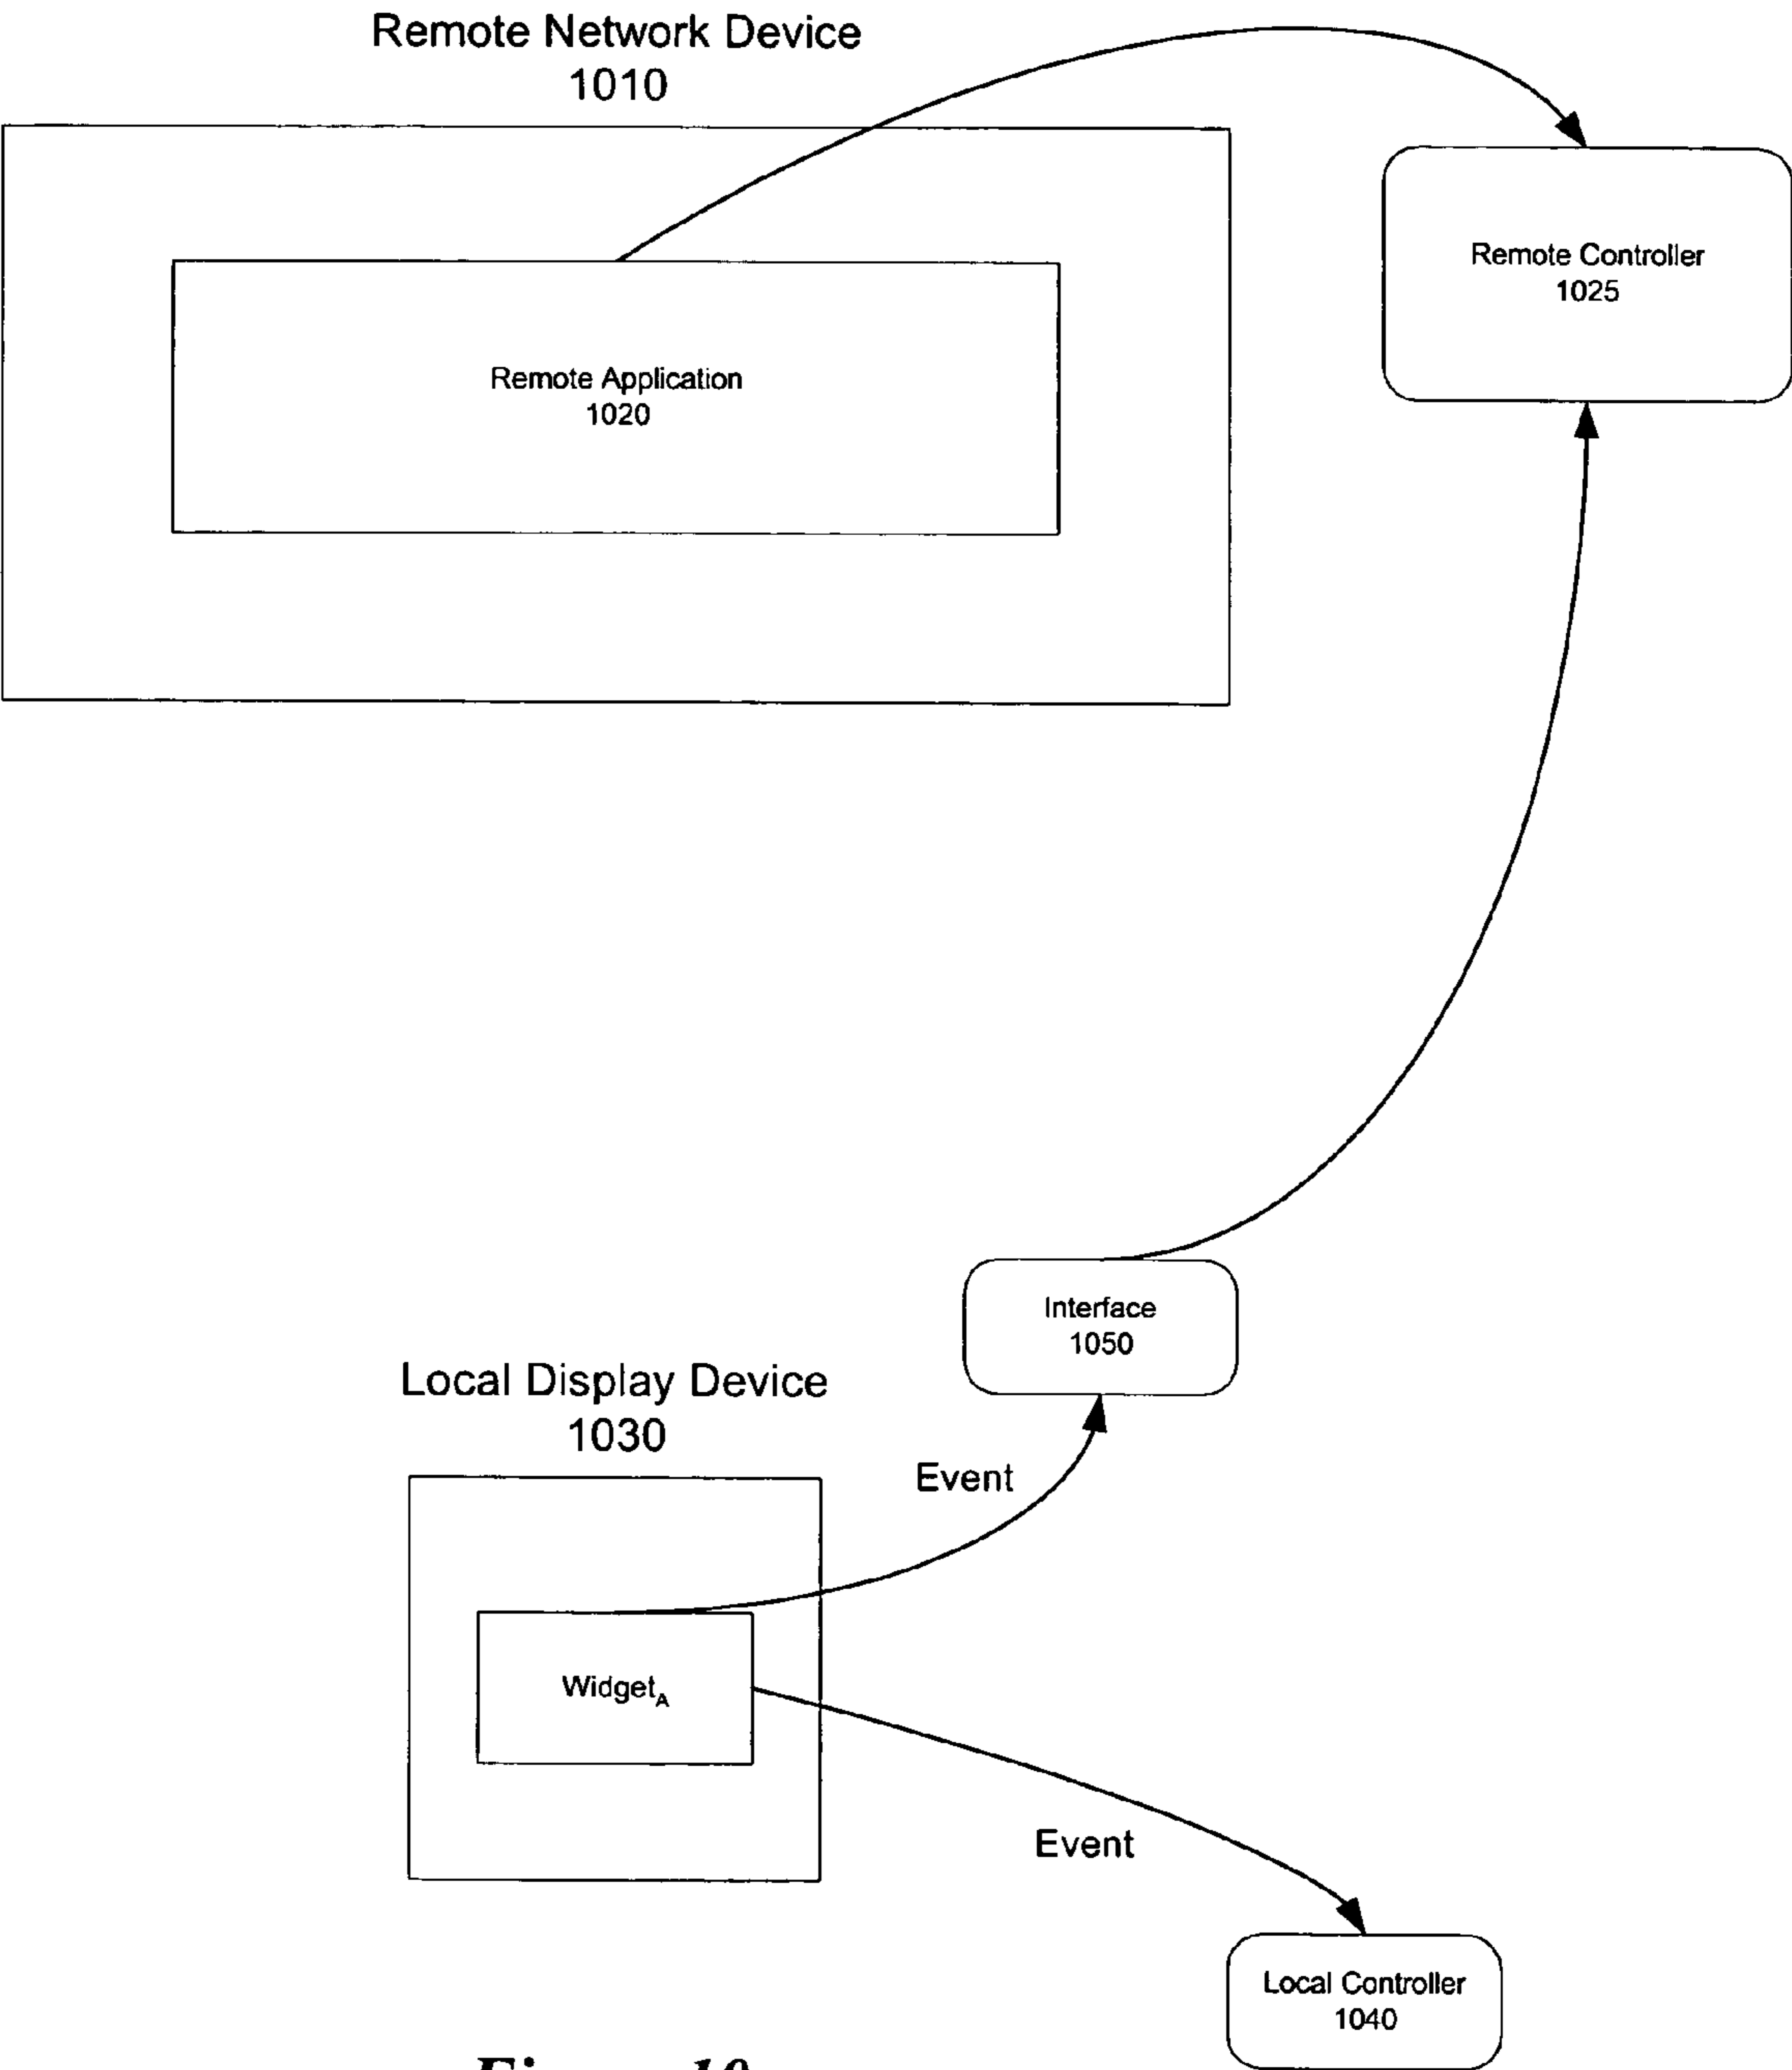 Remote Network Device
1010
Remote Controller
1025
Remote Application
1020
Interface
1050
Local Display Device
1030
Event
WidgetA
Event
Local Controller
1040